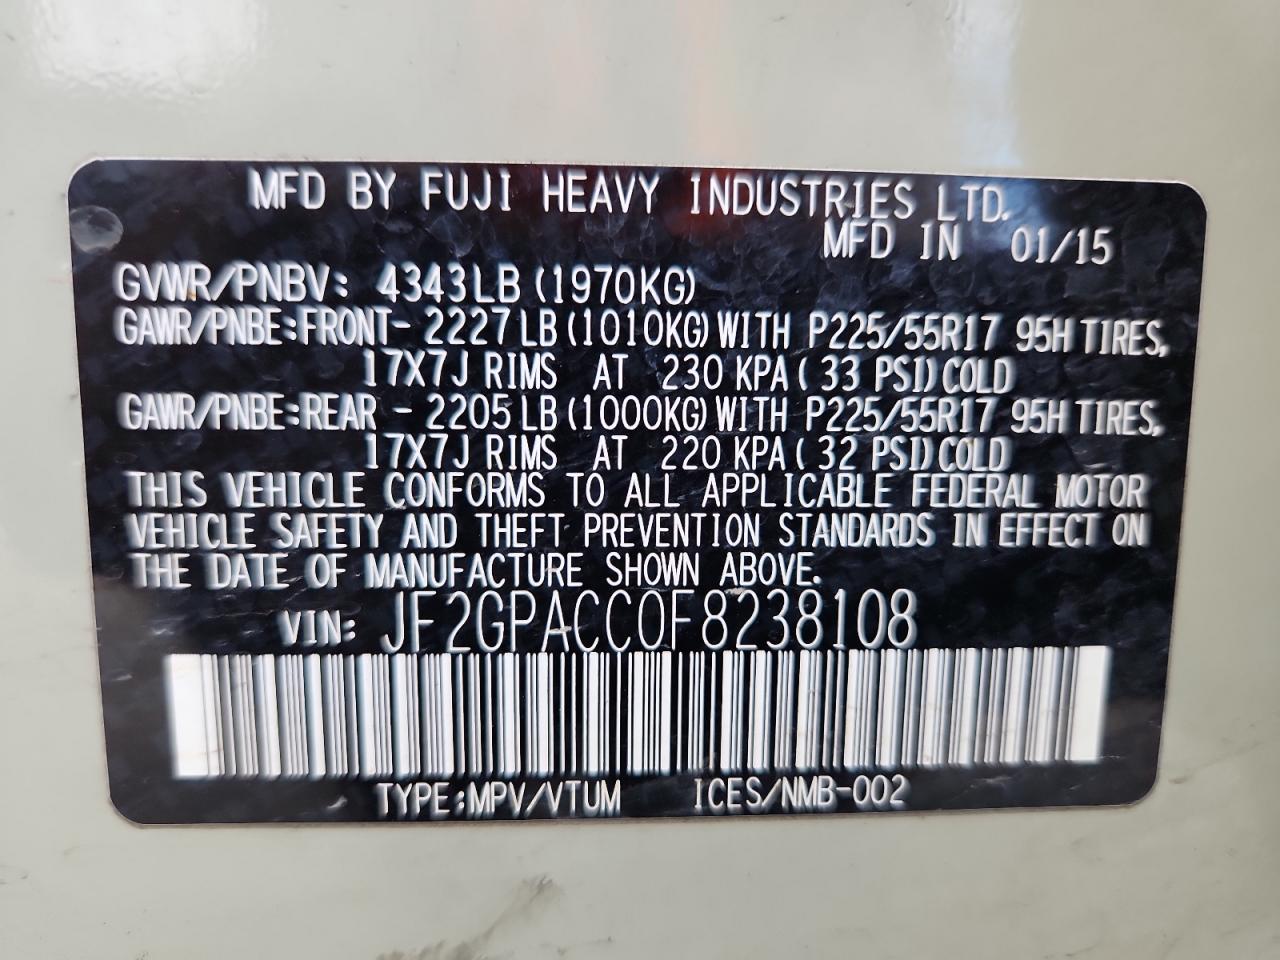 MFD BY FUJI HEAVY INDUSTRIES LTD.
MFD IN 01/15
GVWR/PNBV: 4343LB (1970KG)
GAWR/PNBE:FRONT- 2227LB (1010KG) WITH P225/55R17 95H TIRES,
17X7J RIMS AT 230 KPA ( 33 PSI) COLD
GAWR/PNBE:REAR - 2205LB (1000KG) WITH P225/55R17 95H TIRES,
17X7J RIMS AT 220 KPA ( 32 PSI) COLD
THIS VEHICLE CONFORMS TO ALL APPLICABLE FEDERAL MOTOR
VEHICLE SAFETY AND THEFT PREVENTION STANDARDS IN EFFECT ON
THE DATE OF MANUFACTURE SHOWN ABOVE.
VIN: JF2GPACC0F8238108
TYPE:MPV/VTUM ICES/NMB-002